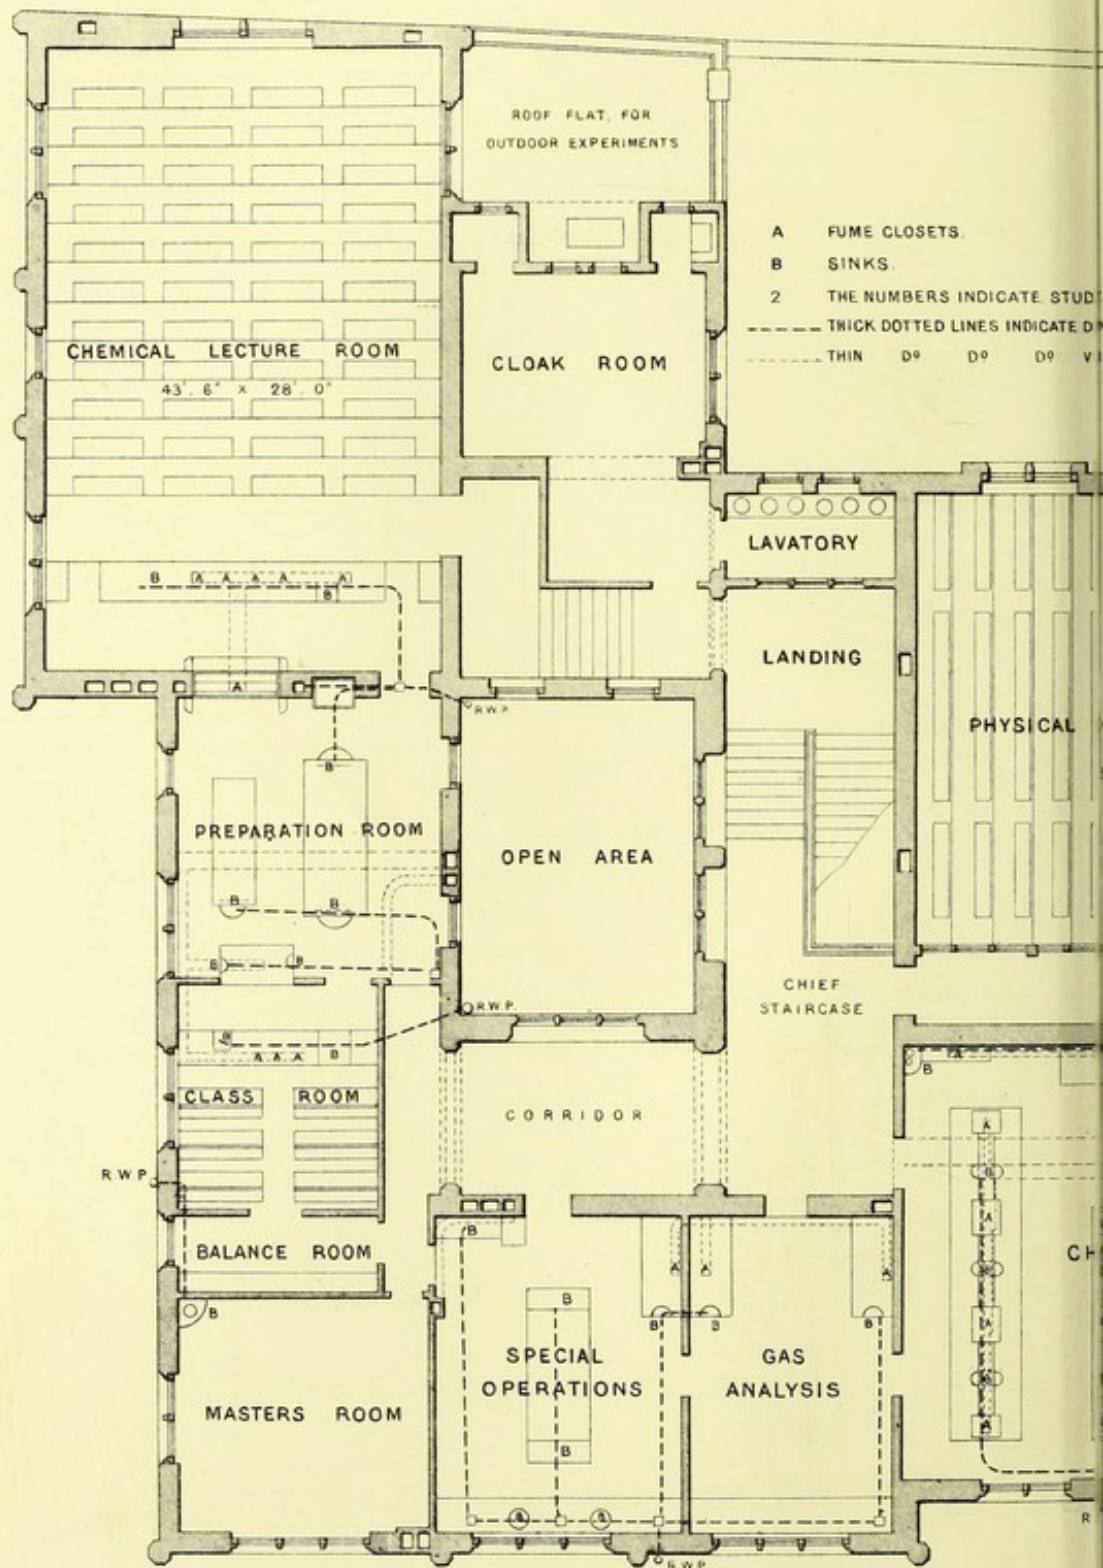 ROOF FLAT, FOR
OUTDOOR EXPERIMENTS
A FUME CLOSETS.
B SINKS.
2 THE NUMBERS INDICATE STUD
THICK DOTTED LINES INDICATE D
THIN Dº Dº Dº V
CHEMICAL LECTURE ROOM
43'. 6" x 28'. 0"
CLOAK ROOM
LAVATORY
B A A A A A
B
LANDING
A
R.W.P.
PHYSICAL
B
PREPARATION ROOM
OPEN AREA
B B
B B
CHIEF
STAIRCASE
R.W.P.
B A A A B
A
B
CLASS ROOM
CORRIDOR
A
B
R.W.P.
A
B
BALANCE ROOM
B
A A A
CH
B
B
B B B
A
SPECIAL
OPERATIONS
GAS
ANALYSIS
B
MASTERS ROOM
A
B
B B
R
R.W.P.